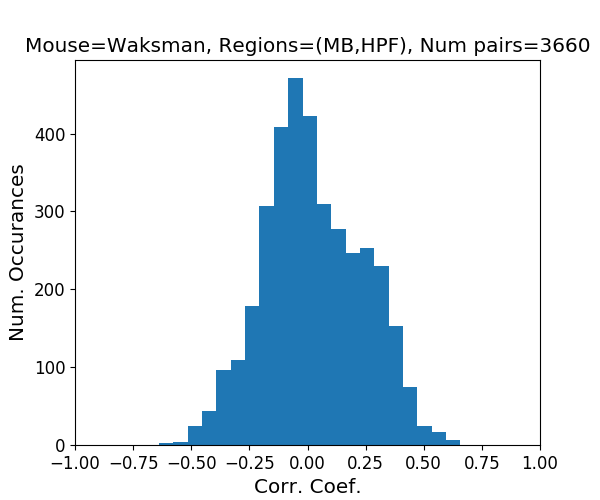 Mouse=Waksman, Regions=(MB,HPF), Num pairs=3660
Num. Occurances
400
300
200
100
0
−1.00 −0.75 −0.50 −0.25 0.00 0.25 0.50 0.75 1.00
Corr. Coef.